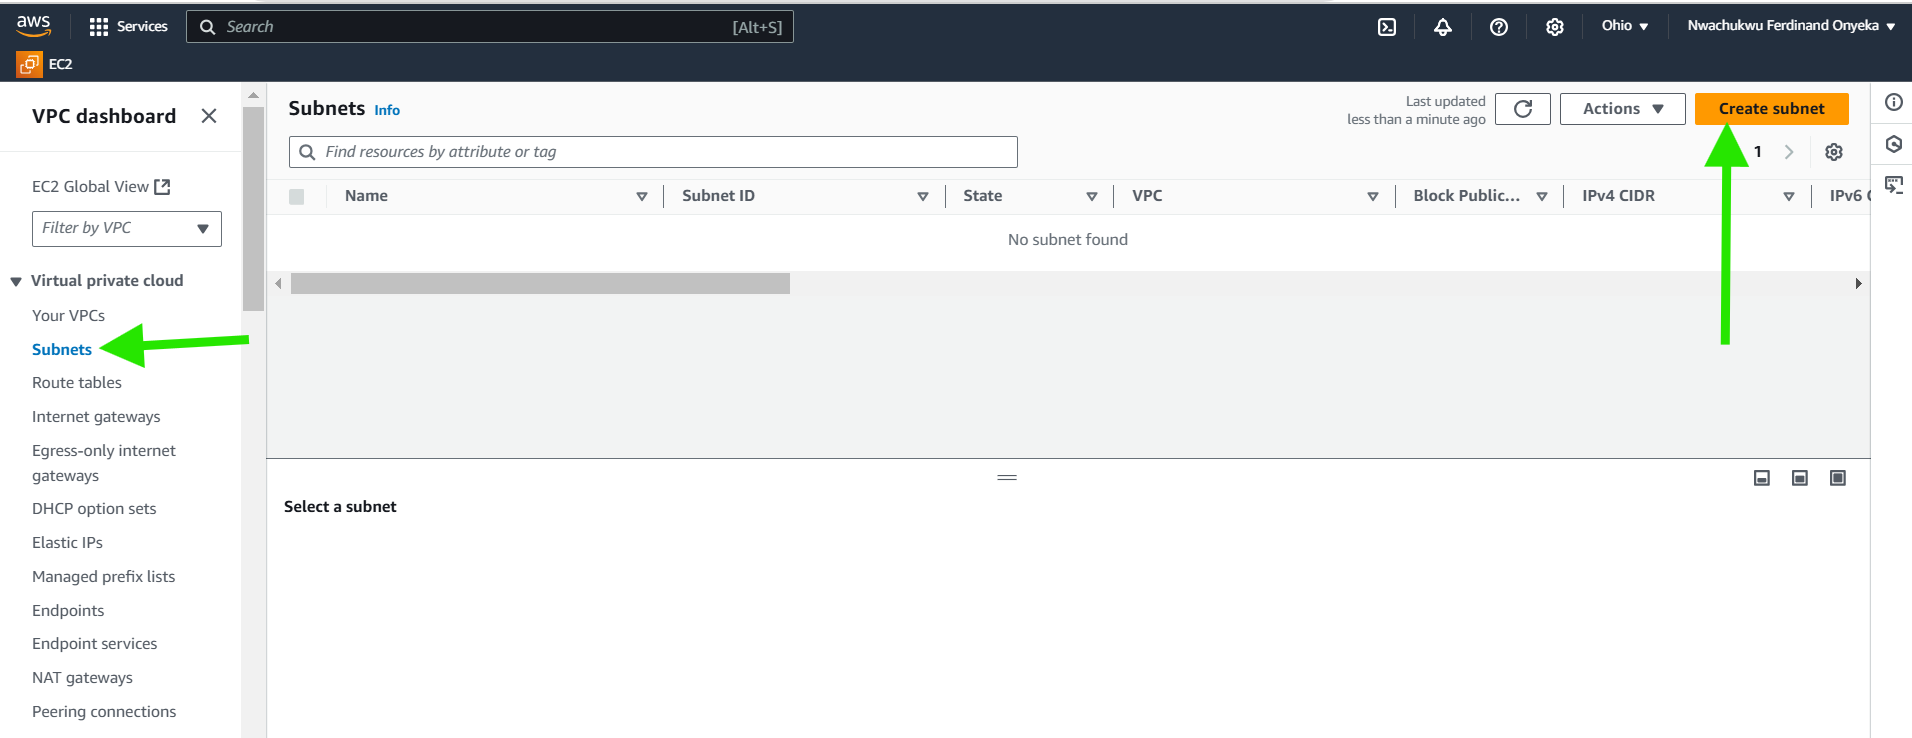 aws
Services
Search
[Alt+S]
Ohio
Nwachukwu Ferdinand Onyeka
EC2
VPC dashboard
EC2 Global View
Filter by VPC
Virtual private cloud
Your VPCs
Subnets
Route tables
Internet gateways
Egress-only internet
gateways
DHCP option sets
Elastic IPs
Managed prefix lists
Endpoints
Endpoint services
NAT gateways
Peering connections
Subnets Info
Last updated
less than a minute ago
Actions
Create subnet
Find resources by attribute or tag
1
Name
Subnet ID
State
VPC
Block Public...
IPv4 CIDR
IPv6
No subnet found
Select a subnet